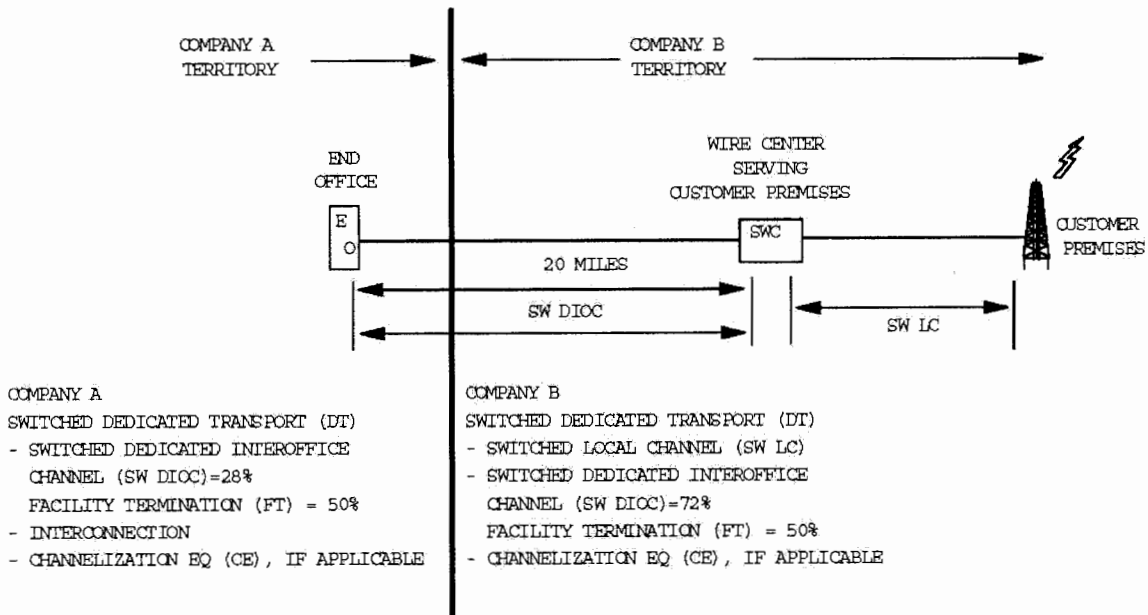 COMPANY A
TERRITORY
COMPANY B
TERRITORY
END
OFFICE
WIRE CENTER
SERVING
CUSTOMER PREMISES
E
O
SWC
CUSTOMER
PREMISES
20 MILES
SW DIOC
SW LC
COMPANY A
SWITCHED DEDICATED TRANSPORT (DT)
- SWITCHED DEDICATED INTEROFFICE
CHANNEL (SW DIOC)=28%
FACILITY TERMINATION (FT) = 50%
- INTERCONNECTION
- CHANNELIZATION EQ (CE), IF APPLICABLE
COMPANY B
SWITCHED DEDICATED TRANSPORT (DT)
- SWITCHED LOCAL CHANNEL (SW LC)
- SWITCHED DEDICATED INTEROFFICE
CHANNEL (SW DIOC)=72%
FACILITY TERMINATION (FT) = 50%
- CHANNELIZATION EQ (CE), IF APPLICABLE